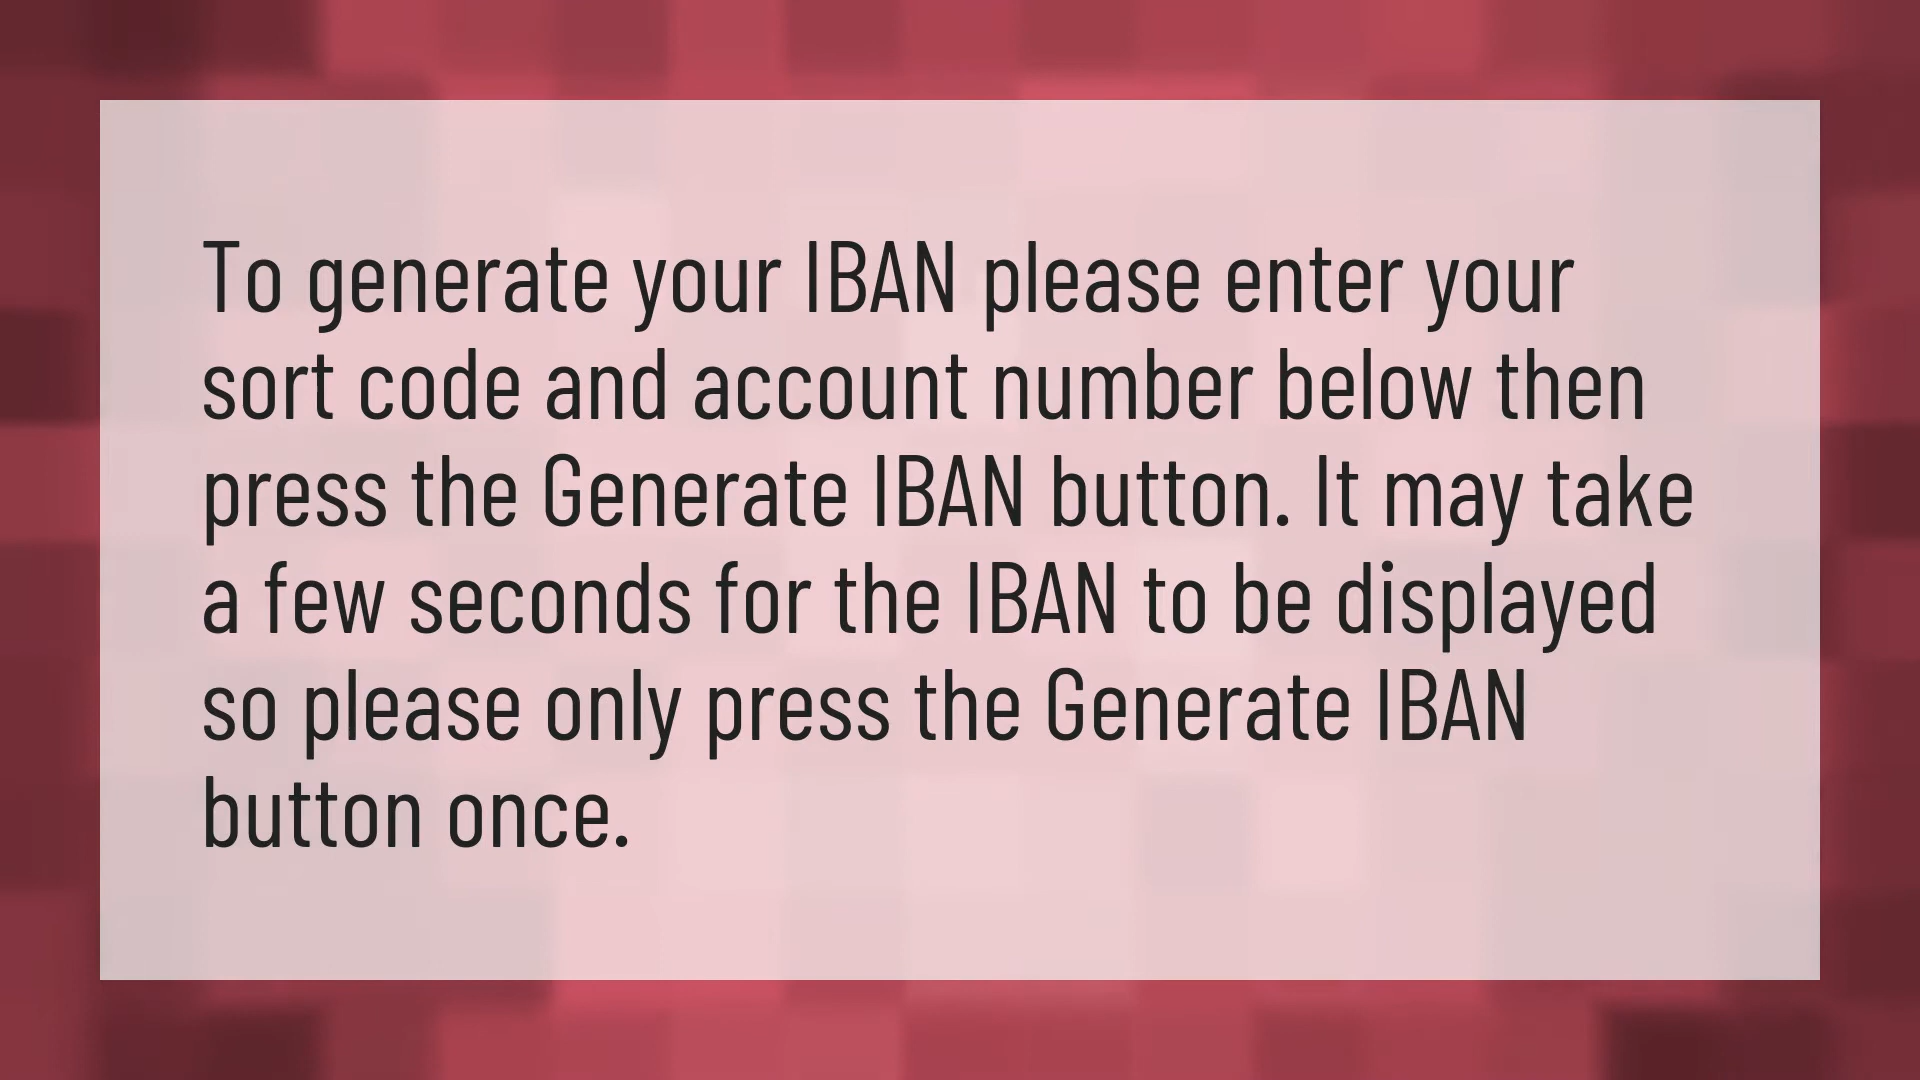 To generate your IBAN please enter your
sort code and account number below then
press the Generate IBAN button. It may take
a few seconds for the IBAN to be displayed
so please only press the Generate IBAN
button once.